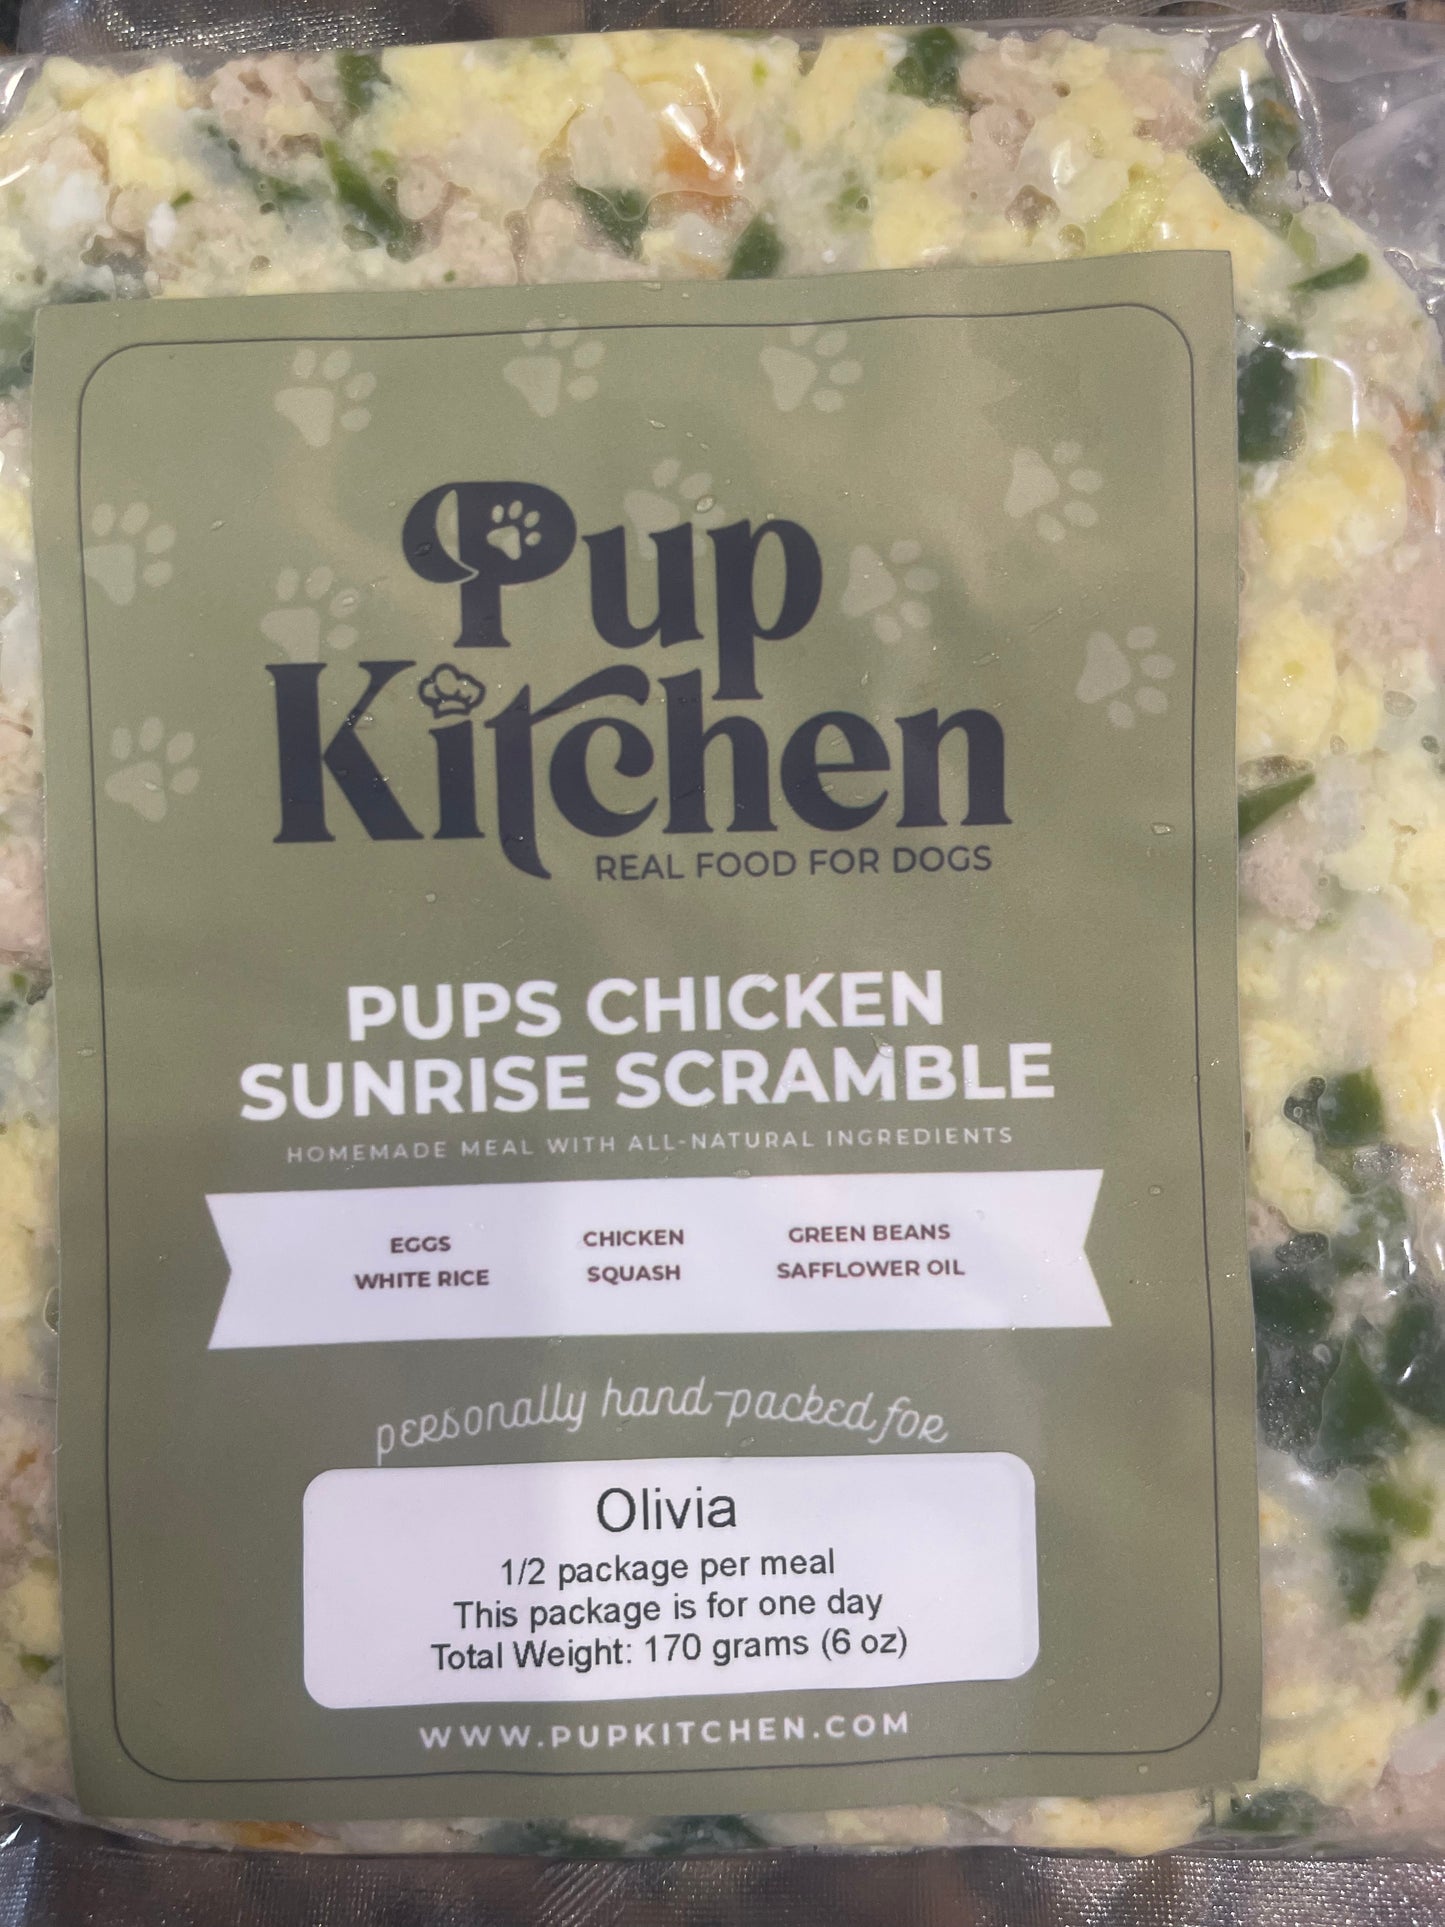 Pup
Kitchen
REAL FOOD FOR DOGS
PUPS CHICKEN
SUNRISE SCRAMBLE
HOMEMADE MEAL WITH ALL-NATURAL INGREDIENTS
EGGS CHICKEN GREEN BEANS
WHITE RICE SQUASH SAFFLOWER OIL
personally hand-packed for
Olivia
1/2 package per meal
This package is for one day
Total Weight: 170 grams (6 oz)
WWW.PUPKITCHEN.COM